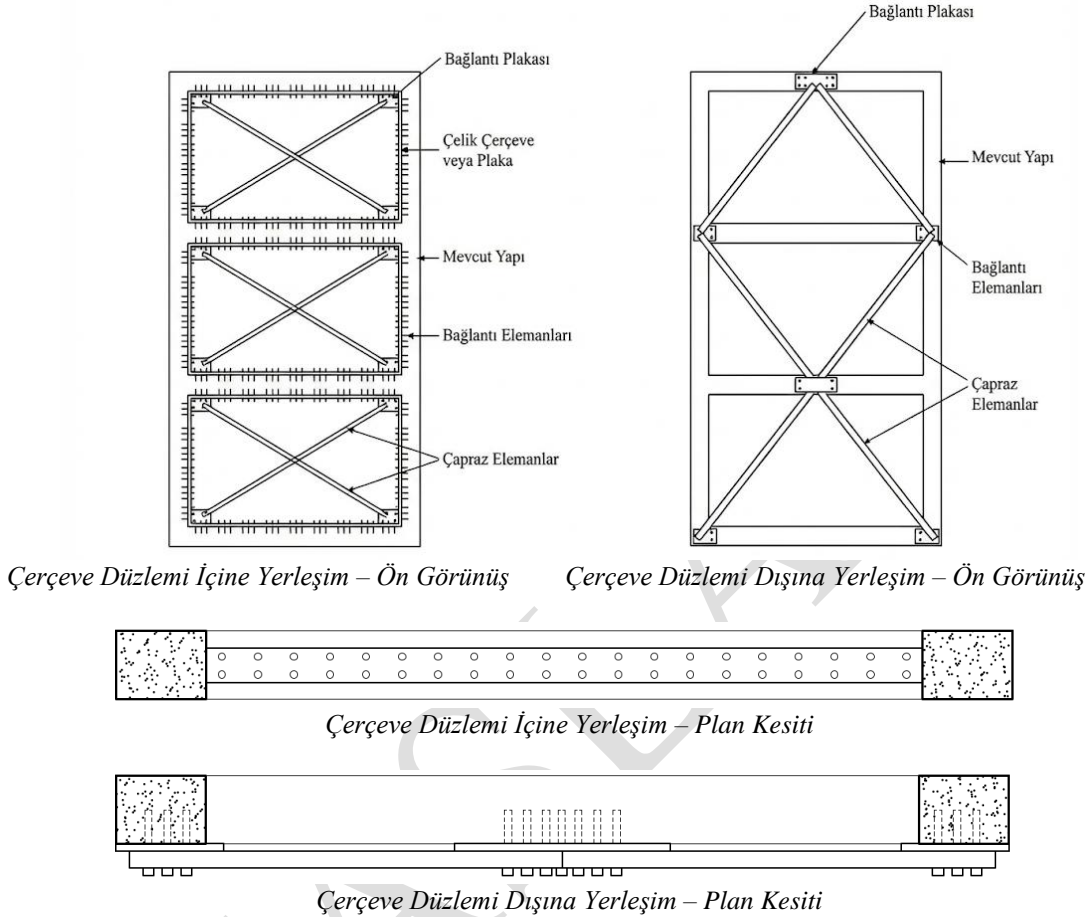 Bağlantı Plakası
Bağlantı Plakası
Çelik Çerçeve
veya Plaka
Mevcut Yapı
Mevcut Yapı
Bağlantı
Elemanları
Bağlantı Elemanları
Çapraz
Elemanlar
Çapraz Elemanlar
Çerçeve Düzlemi İçine Yerleşim – Ön Görünüş
Çerçeve Düzlemi Dışına Yerleşim – Ön Görünüş
Çerçeve Düzlemi İçine Yerleşim – Plan Kesiti
Çerçeve Düzlemi Dışına Yerleşim – Plan Kesiti